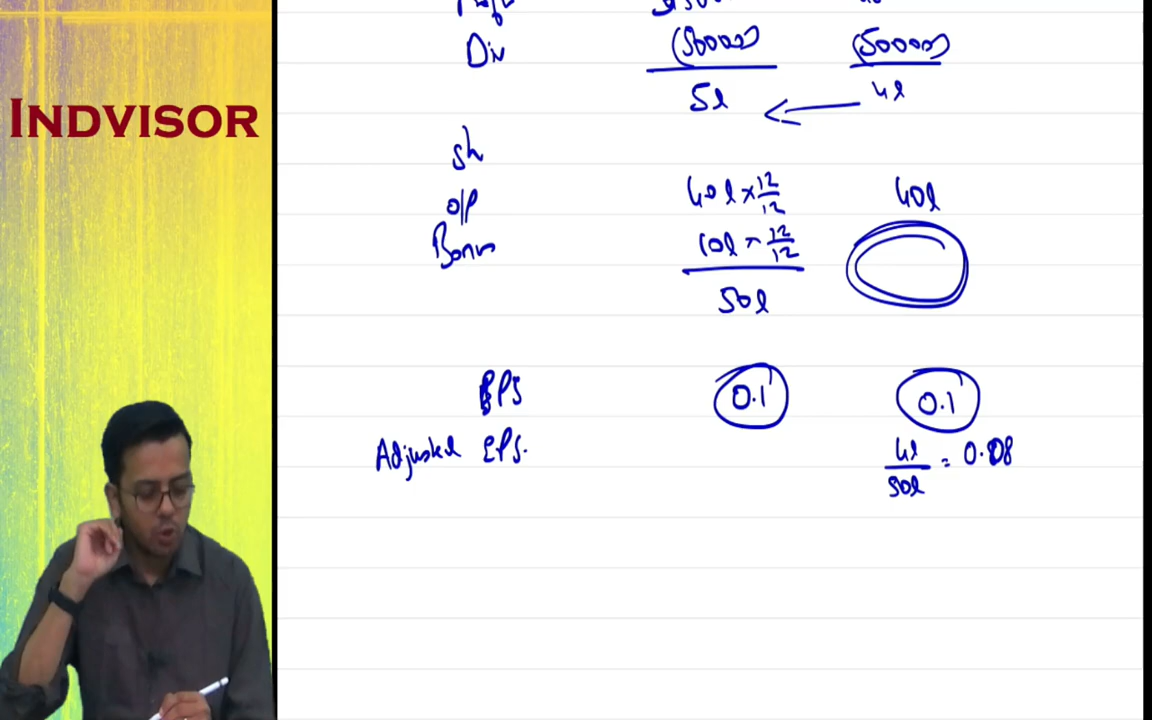 INDVISOR
Div (50000) (50000)
5l 4l
sh
o/p 40l × 12/12 40l
Bonus 10l × 12/12
50l
EPS 0.1 0.1
Adjusted EPS. 4l/50l = 0.08